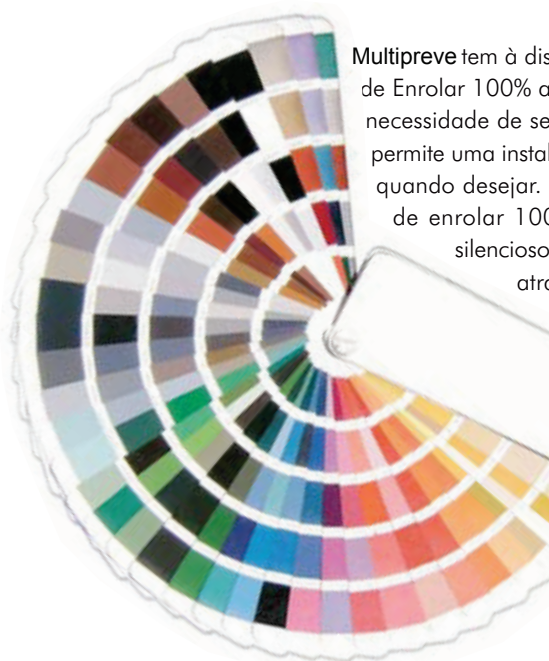 Multipreve tem à dis
de Enrolar 100% a
necessidade de se
permite uma instal
quando desejar.
de enrolar 100
silencioso
atra